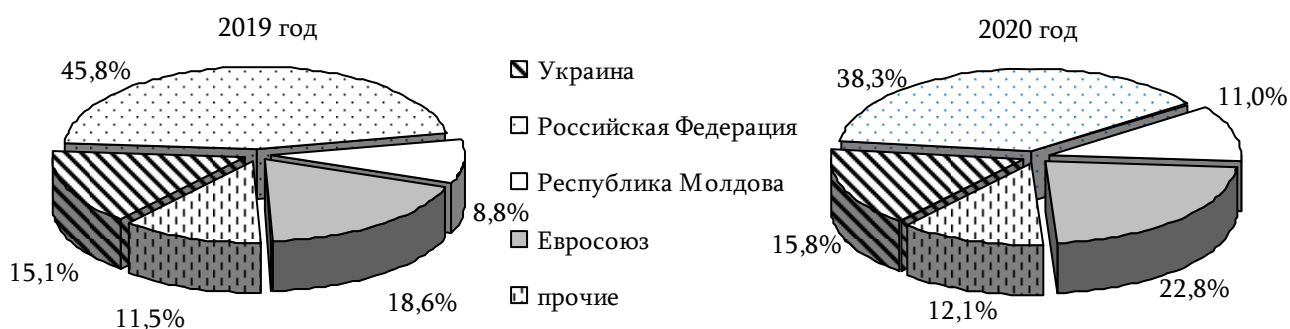 2019 год
45,8%
8,8%
18,6%
11,5%
15,1%
Украина
Российская Федерация
Республика Молдова
Евросоюз
прочие
2020 год
38,3%
11,0%
22,8%
12,1%
15,8%